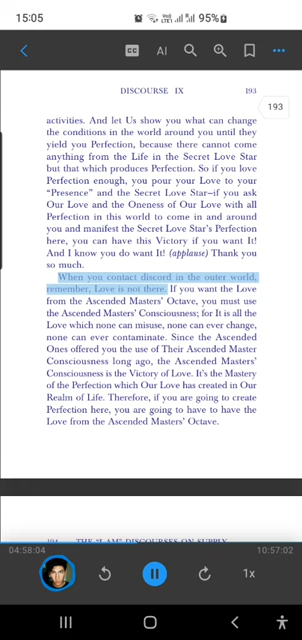 15:05
95%
CC
AI
DISCOURSE IX 193
193
activities. And let Us show you what can change
the conditions in the world around you until they
yield you Perfection, because there cannot come
anything from the Life in the Secret Love Star
but that which produces Perfection. So if you love
Perfection enough, you pour your Love to your
“Presence” and the Secret Love Star—if you ask
Our Love and the Oneness of Our Love with all
Perfection in this world to come in and around
you and manifest the Secret Love Star’s Perfection
here, you can have this Victory if you want It!
And I know you do want It! (applause) Thank you
so much.
When you contact discord in the outer world,
remember, Love is not there. If you want the Love
from the Ascended Masters’ Octave, you must use
the Ascended Masters’ Consciousness; for It is all the
Love which none can misuse, none can ever change,
none can ever contaminate. Since the Ascended
Ones offered you the use of Their Ascended Master
Consciousness long ago, the Ascended Masters’
Consciousness is the Victory of Love. It’s the Mastery
of the Perfection which Our Love has created in Our
Realm of Life. Therefore, if you are going to create
Perfection here, you are going to have to have the
Love from the Ascended Masters’ Octave.
194 THE “I AM” DISCOURSES ON SUPPLY
04:58:04 10:57:02
1x